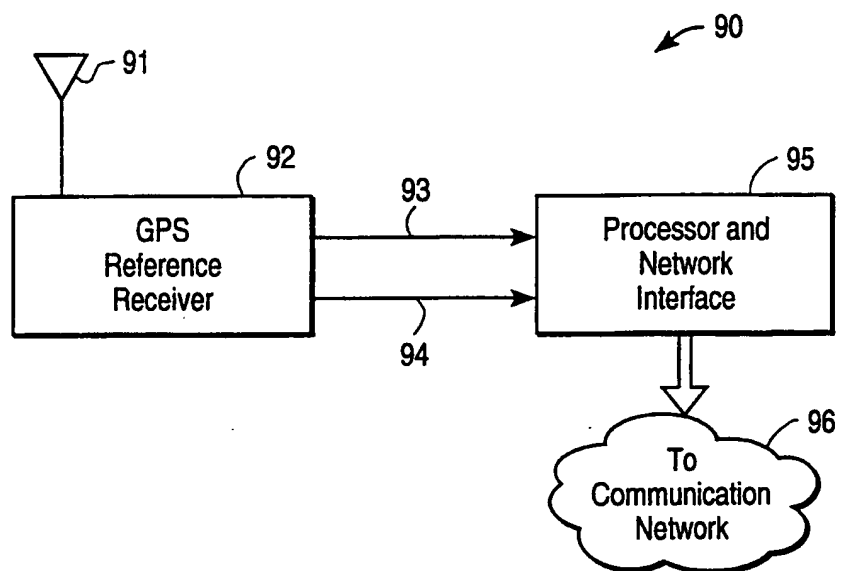 90
91
92
GPS
Reference
Receiver
93
94
95
Processor and
Network
Interface
96
To
Communication
Network